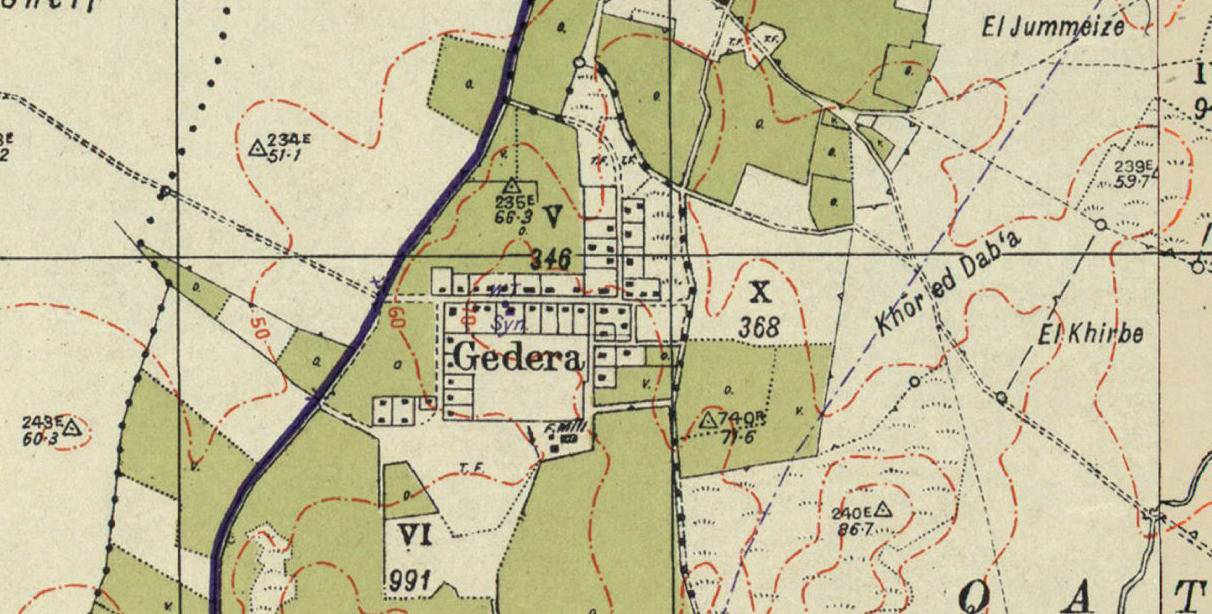 El Jummeize
T.F.
T.F.
O.
O.
O.
O.
O.
V.
V.
234E
51·1
239E
59·7
T.F.
T.F.
O.
O.
V.
235E
66·3
V
O.
346
Khōr ed Dab'a
O.
W.T
Syn.
X
368
50
60
El Khirbe
Gedera
O.
O
O.
V.
O.
V.
243E
60·3
740R
71·6
F. Mill
V.
T. F.
O
240E
86·7
VI
991
V.
O.
Q A T